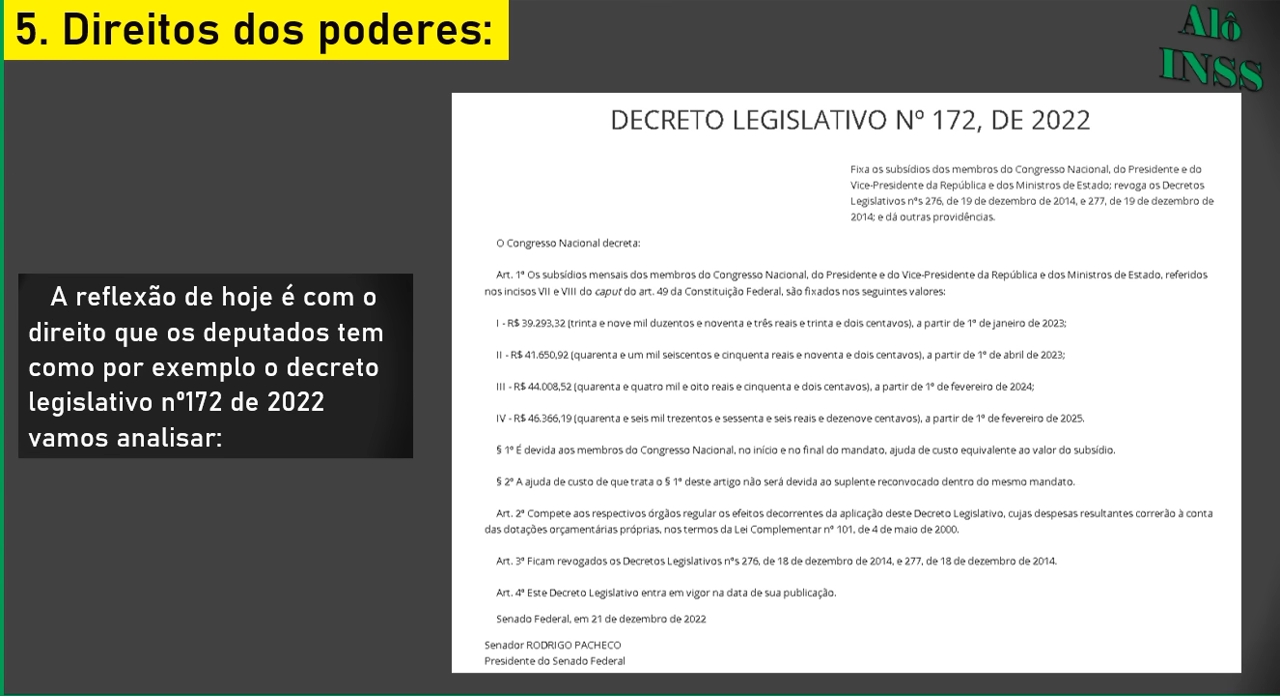 5. Direitos dos poderes:
Alô
INSS
A reflexão de hoje é com o
direito que os deputados tem
como por exemplo o decreto
legislativo nº172 de 2022
vamos analisar:
DECRETO LEGISLATIVO Nº 172, DE 2022
Fixa os subsídios dos membros do Congresso Nacional, do Presidente e do
Vice-Presidente da República e dos Ministros de Estado; revoga os Decretos
Legislativos nºs 276, de 19 de dezembro de 2014, e 277, de 19 de dezembro de
2014; e dá outras providências.
O Congresso Nacional decreta:
Art. 1º Os subsídios mensais dos membros do Congresso Nacional, do Presidente e do Vice-Presidente da República e dos Ministros de Estado, referidos
nos incisos VII e VIII do caput do art. 49 da Constituição Federal, são fixados nos seguintes valores:
I - R$ 39.293,32 (trinta e nove mil duzentos e noventa e três reais e trinta e dois centavos), a partir de 1º de janeiro de 2023;
II - R$ 41.650,92 (quarenta e um mil seiscentos e cinquenta reais e noventa e dois centavos), a partir de 1º de abril de 2023;
III - R$ 44.008,52 (quarenta e quatro mil e oito reais e cinquenta e dois centavos), a partir de 1º de fevereiro de 2024;
IV - R$ 46.366,19 (quarenta e seis mil trezentos e sessenta e seis reais e dezenove centavos), a partir de 1º de fevereiro de 2025.
§ 1º É devida aos membros do Congresso Nacional, no início e no final do mandato, ajuda de custo equivalente ao valor do subsídio.
§ 2º A ajuda de custo de que trata o § 1º deste artigo não será devida ao suplente reconvocado dentro do mesmo mandato.
Art. 2º Compete aos respectivos órgãos regular os efeitos decorrentes da aplicação deste Decreto Legislativo, cujas despesas resultantes correrão à conta
das dotações orçamentárias próprias, nos termos da Lei Complementar nº 101, de 4 de maio de 2000.
Art. 3º Ficam revogados os Decretos Legislativos nºs 276, de 18 de dezembro de 2014, e 277, de 18 de dezembro de 2014.
Art. 4º Este Decreto Legislativo entra em vigor na data de sua publicação.
Senado Federal, em 21 de dezembro de 2022
Senador RODRIGO PACHECO
Presidente do Senado Federal